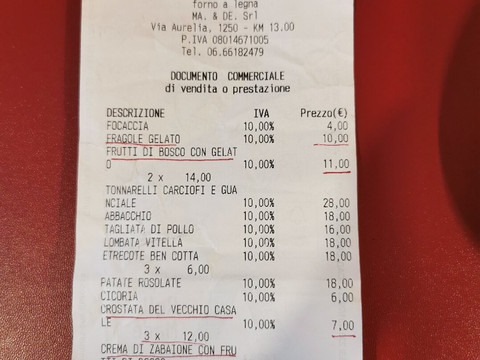 forno a legna
MA. & DE. Srl
Via Aurelia, 1250 - KM 13.00
P.IVA 08014671005
Tel. 06.66182479
DOCUMENTO COMMERCIALE
di vendita o prestazione
DESCRIZIONE IVA Prezzo(€)
FOCACCIA 10,00% 4,00
FRAGOLE GELATO 10,00% 10,00
FRUTTI DI BOSCO CON GELAT
O 10,00% 11,00
2 x 14,00
TONNARELLI CARCIOFI E GUA
NCIALE 10,00% 28,00
ABBACCHIO 10,00% 18,00
TAGLIATA DI POLLO 10,00% 16,00
LOMBATA VITELLA 10,00% 18,00
ETRECOTE BEN COTTA 10,00% 18,00
3 x 6,00
PATATE ROSOLATE 10,00% 18,00
CICORIA 10,00% 6,00
CROSTATA DEL VECCHIO CASA
LE 10,00% 7,00
3 x 12,00
CREMA DI ZABAIONE CON FRU